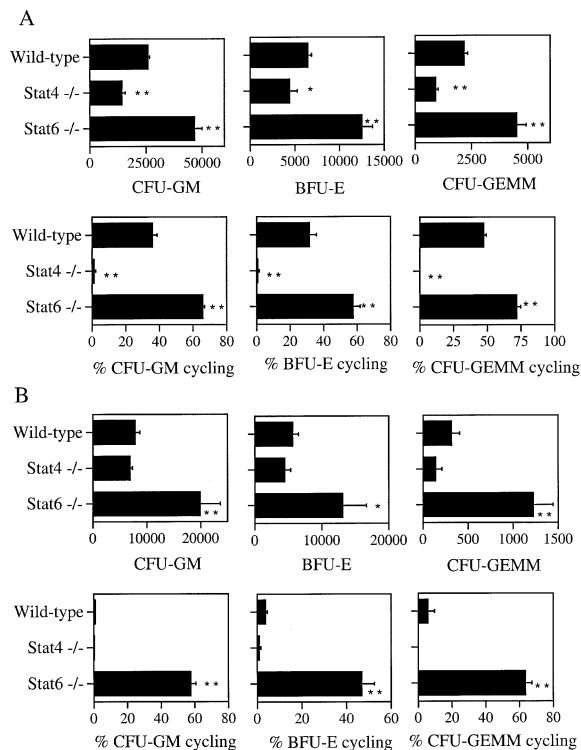 A
Wild-type
Stat4 -/- ** * **
Stat6 -/- ** ** **
0 25000 50000 0 5000 10000 15000 0 2500 5000
CFU-GM BFU-E CFU-GEMM
Wild-type
Stat4 -/- ** ** **
Stat6 -/- ** ** **
0 20 40 60 80 0 20 40 60 80 0 25 50 75 100
% CFU-GM cycling % BFU-E cycling % CFU-GEMM cycling
B
Wild-type
Stat4 -/-
Stat6 -/- ** * **
0 10000 20000 0 10000 20000 0 500 1000 1500
CFU-GM BFU-E CFU-GEMM
Wild-type
Stat4 -/-
Stat6 -/- ** ** **
0 20 40 60 80 0 20 40 60 0 20 40 60 80
% CFU-GM cycling % BFU-E cycling % CFU-GEMM cycling